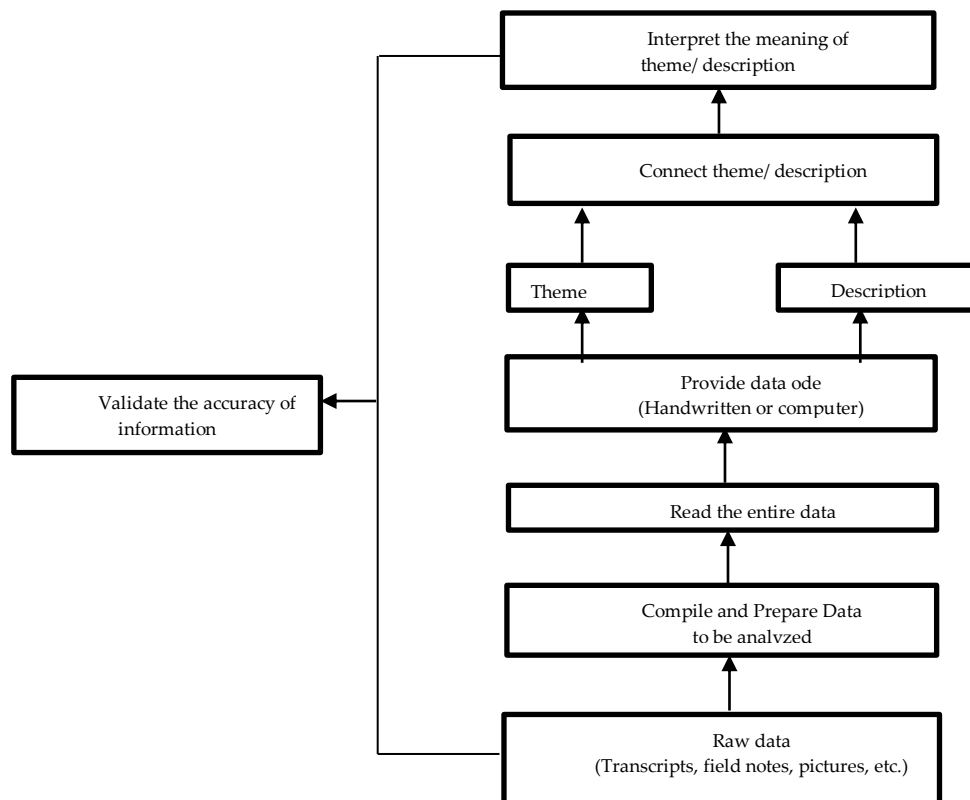 Interpret the meaning of
theme/ description
Connect theme/ description
Theme
Description
Provide data ode
(Handwritten or computer)
Validate the accuracy of
information
Read the entire data
Compile and Prepare Data
to be analyzed
Raw data
(Transcripts, field notes, pictures, etc.)